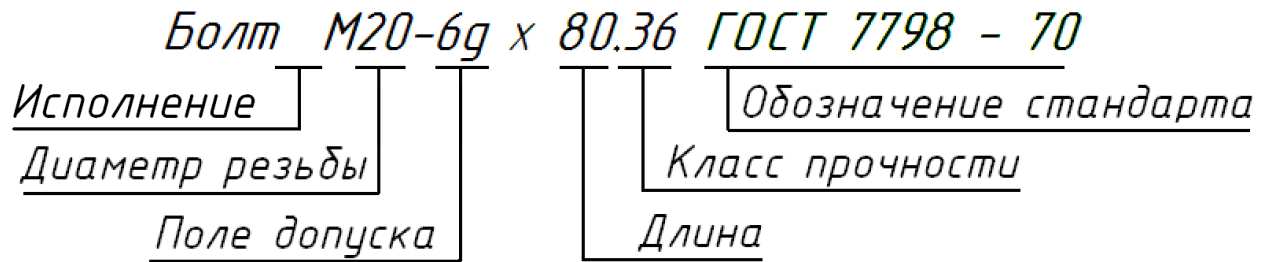 Болт М20-6g x 80.36 ГОСТ 7798 - 70
Исполнение
Обозначение стандарта
Диаметр резьбы
Класс прочности
Поле допуска
Длина